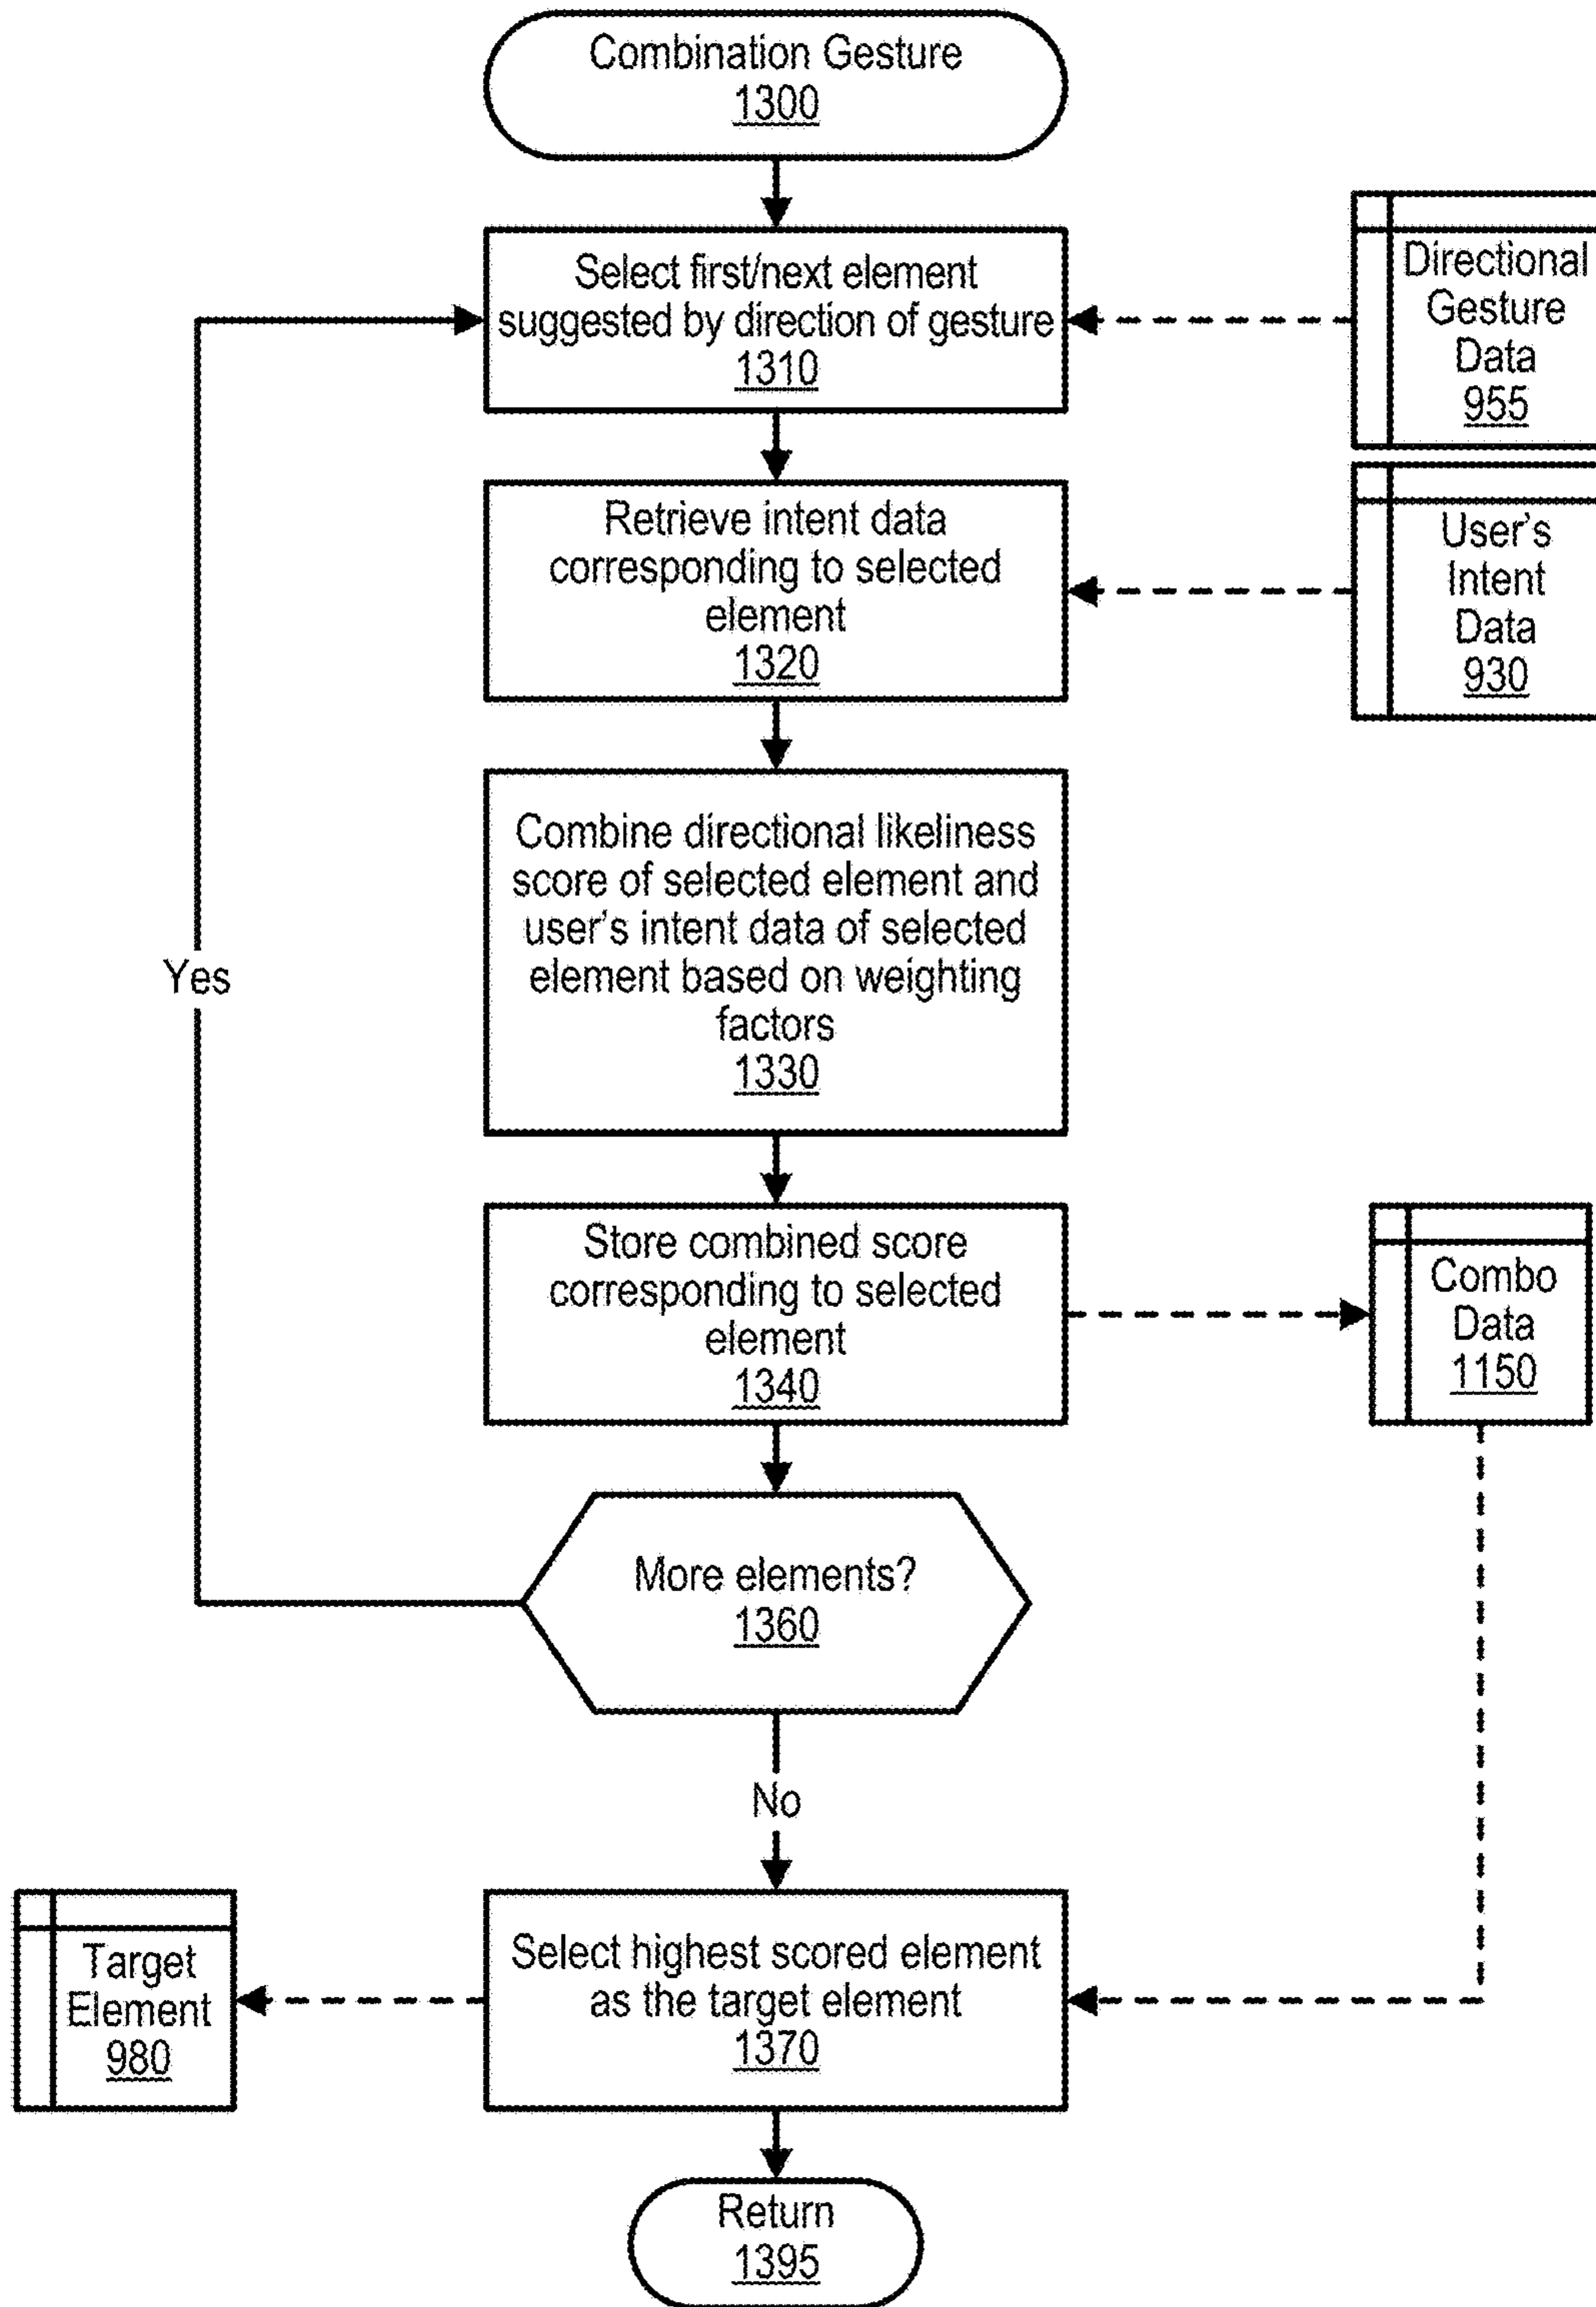 Combination Gesture
1300
Select first/next element
suggested by direction of gesture
1310
Directional
Gesture
Data
955
Retrieve intent data
corresponding to selected
element
1320
User's
Intent
Data
930
Combine directional likeliness
score of selected element and
user's intent data of selected
element based on weighting
factors
1330
Yes
Store combined score
corresponding to selected
element
1340
Combo
Data
1150
More elements?
1360
No
Select highest scored element
as the target element
1370
Target
Element
980
Return
1395